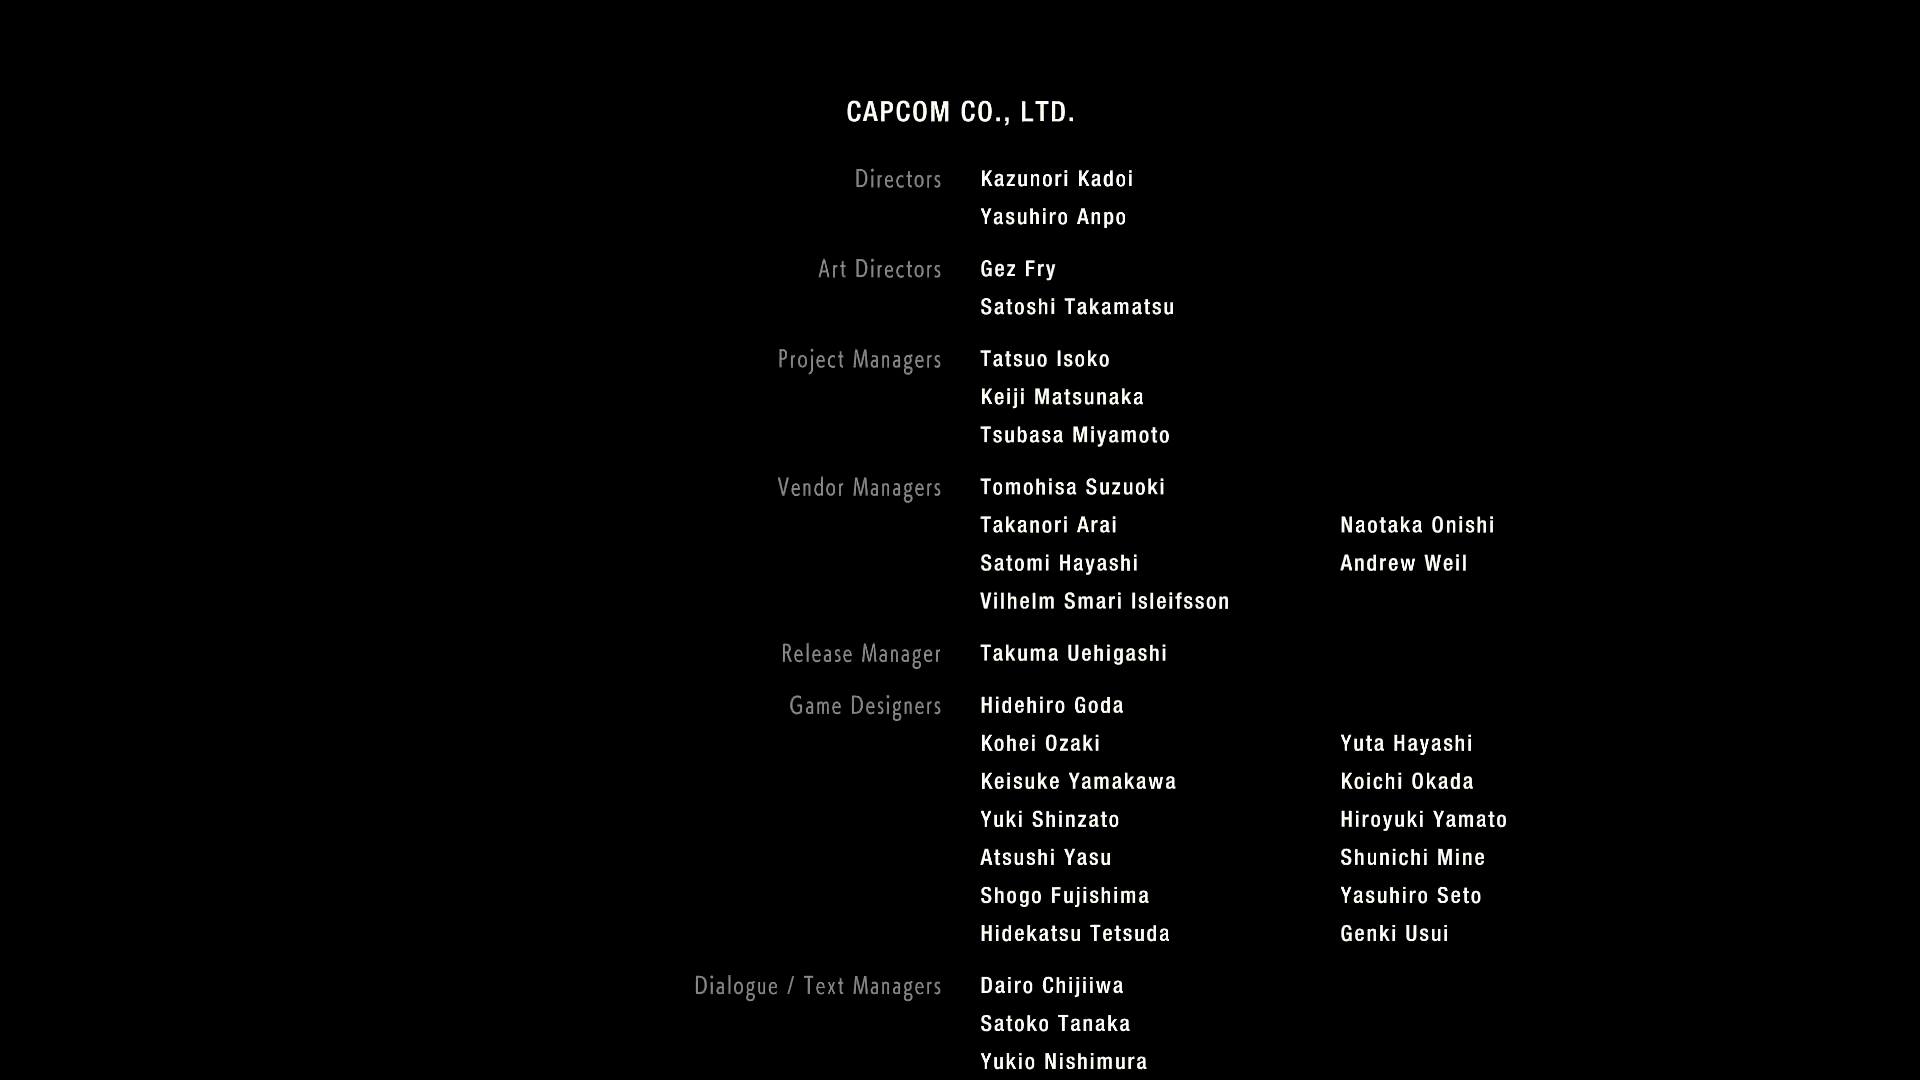 CAPCOM CO., LTD.
Directors Kazunori Kadoi
Yasuhiro Anpo
Art Directors Gez Fry
Satoshi Takamatsu
Project Managers Tatsuo Isoko
Keiji Matsunaka
Tsubasa Miyamoto
Vendor Managers Tomohisa Suzuoki
Takanori Arai Naotaka Onishi
Satomi Hayashi Andrew Weil
Vilhelm Smari Isleifsson
Release Manager Takuma Uehigashi
Game Designers Hidehiro Goda
Kohei Ozaki Yuta Hayashi
Keisuke Yamakawa Koichi Okada
Yuki Shinzato Hiroyuki Yamato
Atsushi Yasu Shunichi Mine
Shogo Fujishima Yasuhiro Seto
Hidekatsu Tetsuda Genki Usui
Dialogue / Text Managers Dairo Chijiiwa
Satoko Tanaka
Yukio Nishimura